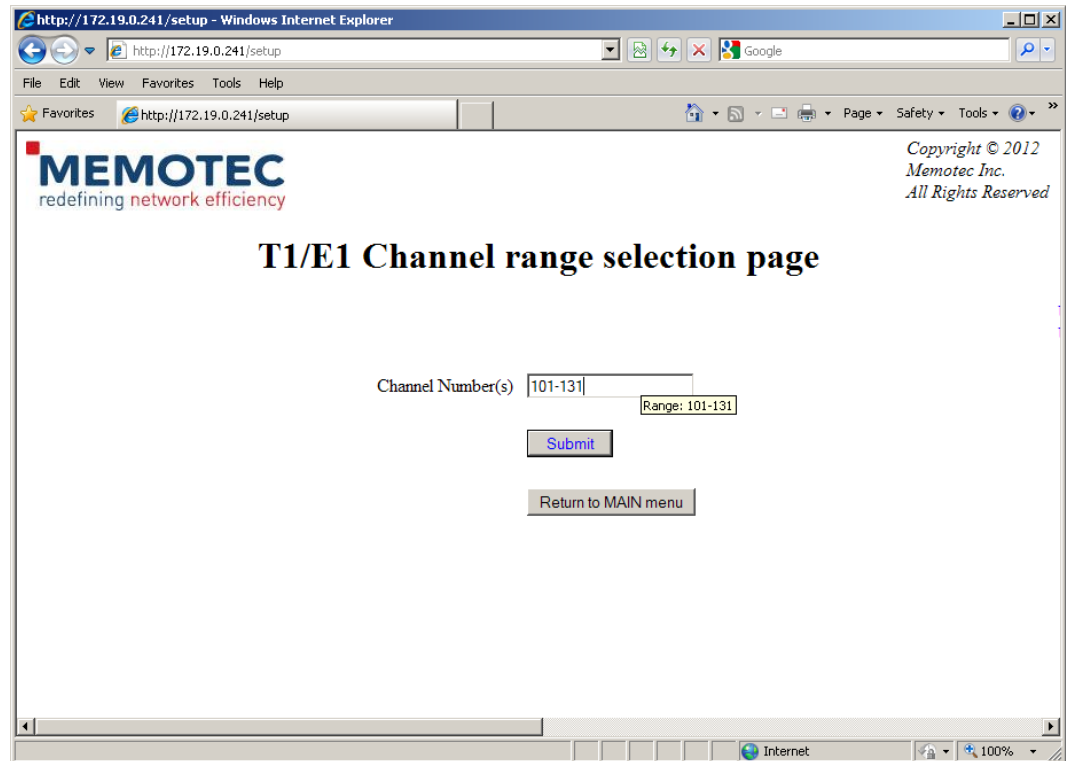 http://172.19.0.241/setup - Windows Internet Explorer
http://172.19.0.241/setup
Google
File Edit View Favorites Tools Help
Favorites http://172.19.0.241/setup Page Safety Tools »
MEMOTEC
redefining network efficiency
Copyright © 2012
Memotec Inc.
All Rights Reserved
T1/E1 Channel range selection page
Channel Number(s) 101-131
Range: 101-131
Submit
Return to MAIN menu
Internet 100%